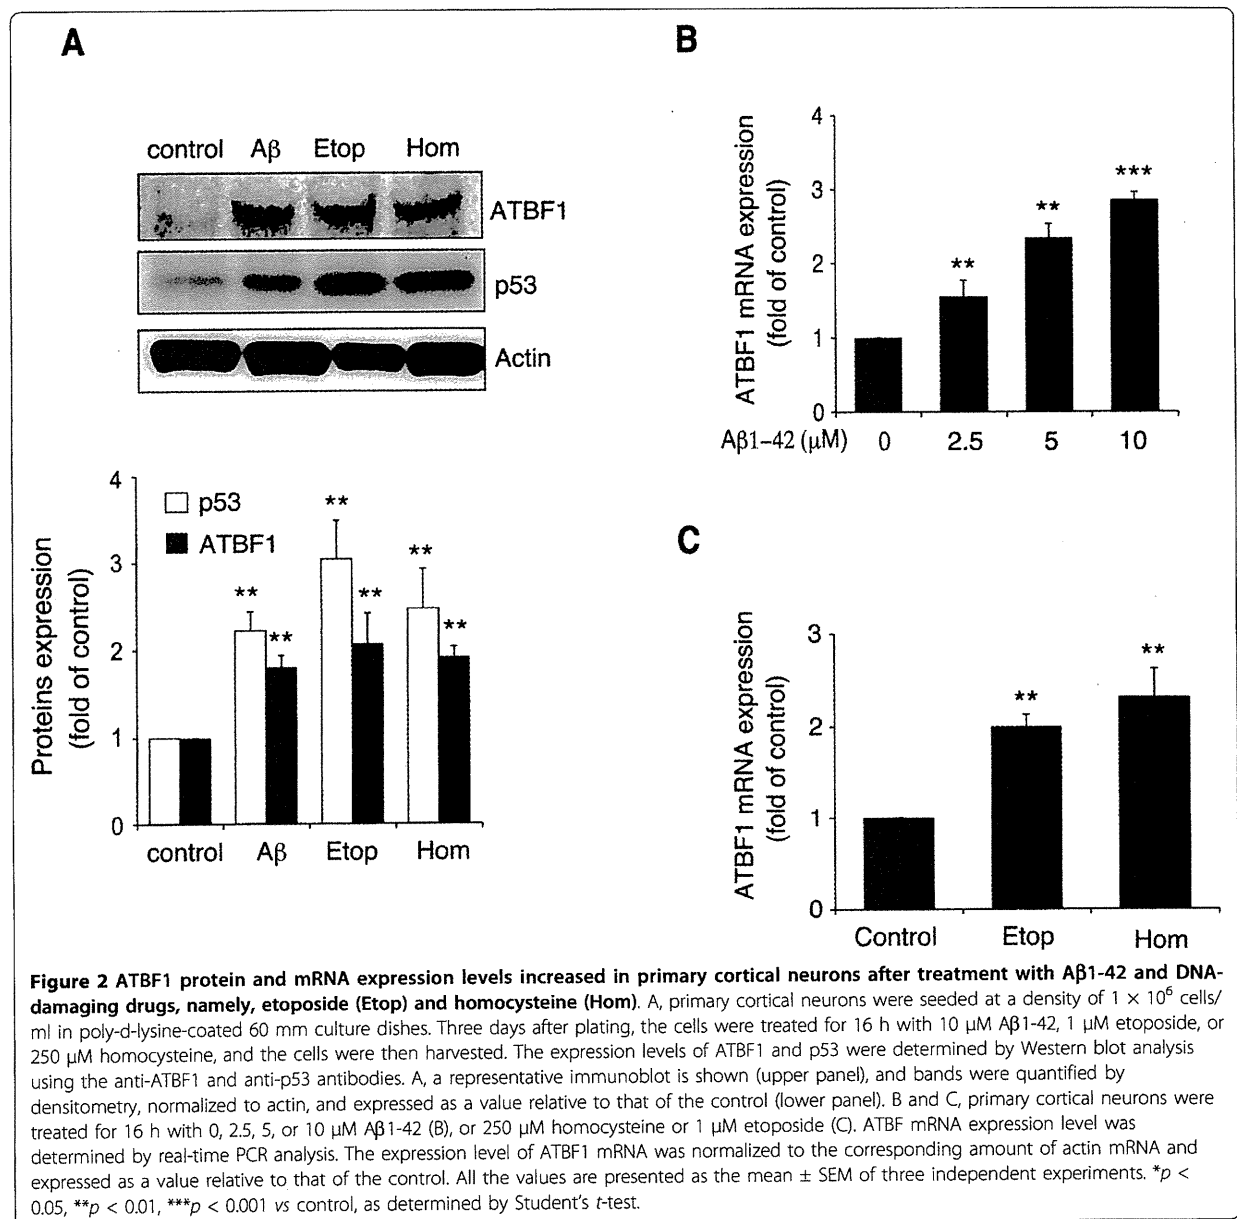 A
control Aβ Etop Hom
ATBF1
p53
Actin
Proteins expression
(fold of control)
4
3
2
1
0
p53
ATBF1
**
**
**
**
**
**
control Aβ Etop Hom
B
ATBF1 mRNA expression
(fold of control)
4
3
2
1
0
**
**
***
Aβ1-42 (μM) 0 2.5 5 10
C
ATBF1 mRNA expression
(fold of control)
3
2
1
0
**
**
Control Etop Hom
Figure 2 ATBF1 protein and mRNA expression levels increased in primary cortical neurons after treatment with Aβ1-42 and DNA-
damaging drugs, namely, etoposide (Etop) and homocysteine (Hom). A, primary cortical neurons were seeded at a density of 1 × 10⁶ cells/
ml in poly-d-lysine-coated 60 mm culture dishes. Three days after plating, the cells were treated for 16 h with 10 μM Aβ1-42, 1 μM etoposide, or
250 μM homocysteine, and the cells were then harvested. The expression levels of ATBF1 and p53 were determined by Western blot analysis
using the anti-ATBF1 and anti-p53 antibodies. A, a representative immunoblot is shown (upper panel), and bands were quantified by
densitometry, normalized to actin, and expressed as a value relative to that of the control (lower panel). B and C, primary cortical neurons were
treated for 16 h with 0, 2.5, 5, or 10 μM Aβ1-42 (B), or 250 μM homocysteine or 1 μM etoposide (C). ATBF mRNA expression level was
determined by real-time PCR analysis. The expression level of ATBF1 mRNA was normalized to the corresponding amount of actin mRNA and
expressed as a value relative to that of the control. All the values are presented as the mean ± SEM of three independent experiments. *p <
0.05, **p < 0.01, ***p < 0.001 vs control, as determined by Student's t-test.